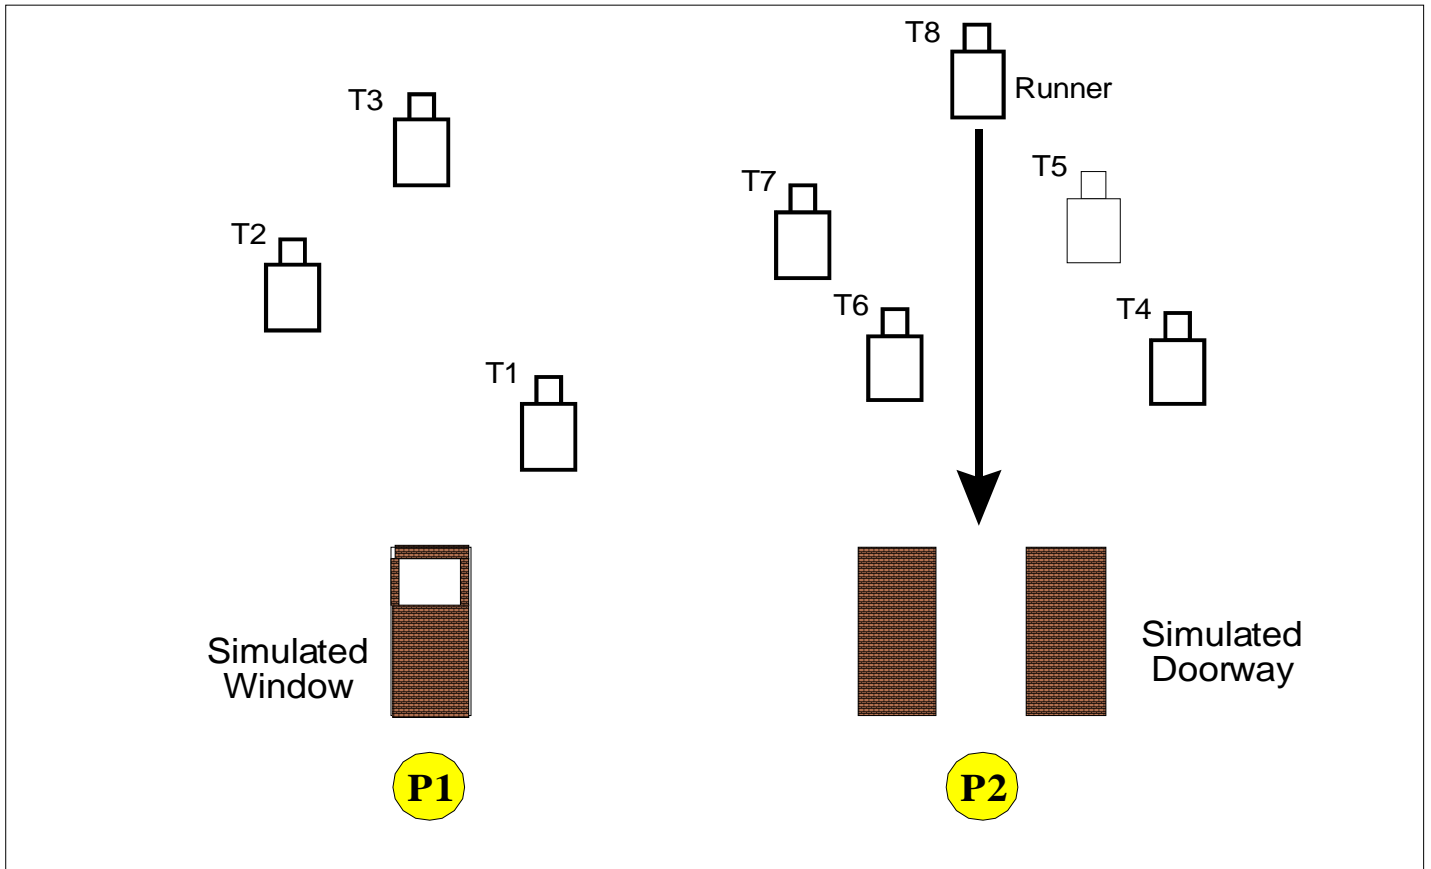 T8
Runner
T3
T5
T7
T2
T6
T4
T1
Simulated
Window
Simulated
Doorway
P1
P2